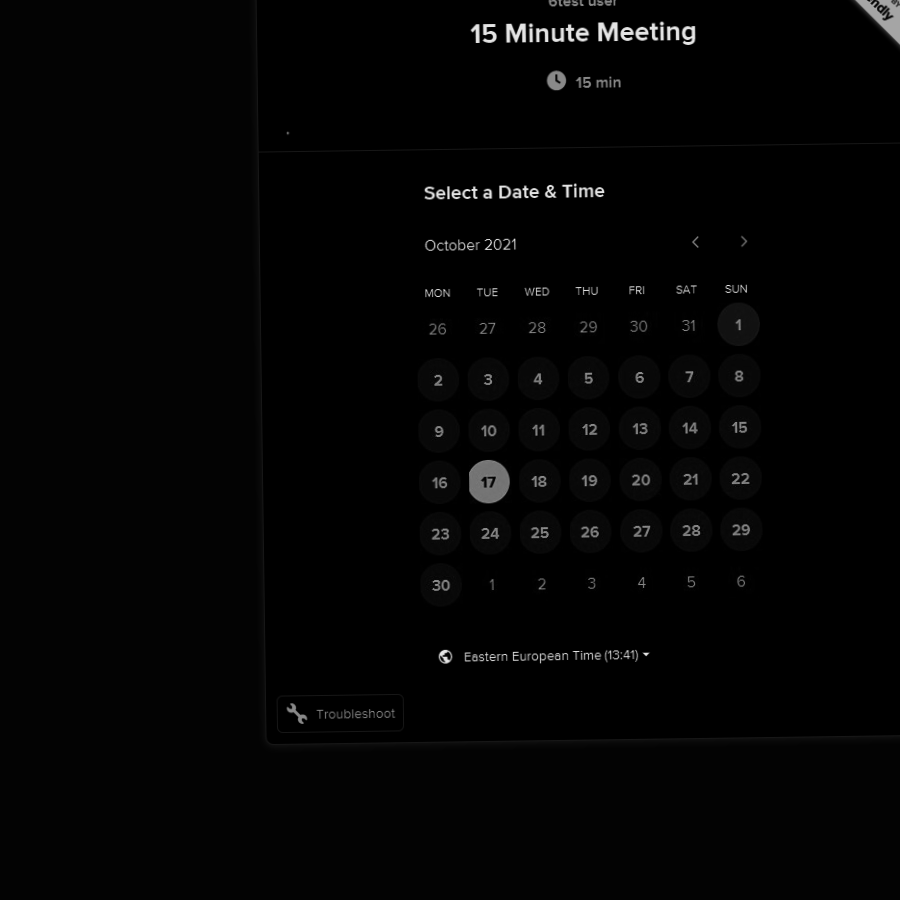 6test user
15 Minute Meeting
15 min
Select a Date & Time
October 2021
MON TUE WED THU FRI SAT SUN
26 27 28 29 30 31 1
2 3 4 5 6 7 8
9 10 11 12 13 14 15
16 17 18 19 20 21 22
23 24 25 26 27 28 29
30 1 2 3 4 5 6
Eastern European Time (13:41)
Troubleshoot